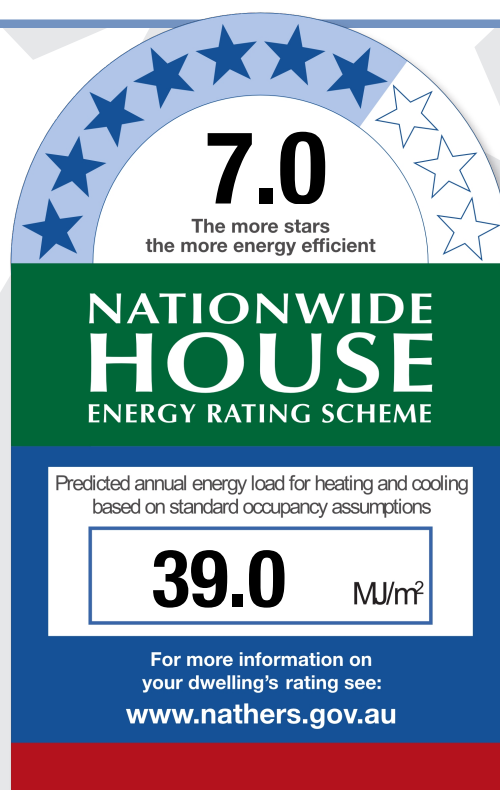 7.0
The more stars
the more energy efficient
NATIONWIDE
HOUSE
ENERGY RATING SCHEME
Predicted annual energy load for heating and cooling
based on standard occupancy assumptions
39.0 MJ/m²
For more information on
your dwelling's rating see:
www.nathers.gov.au